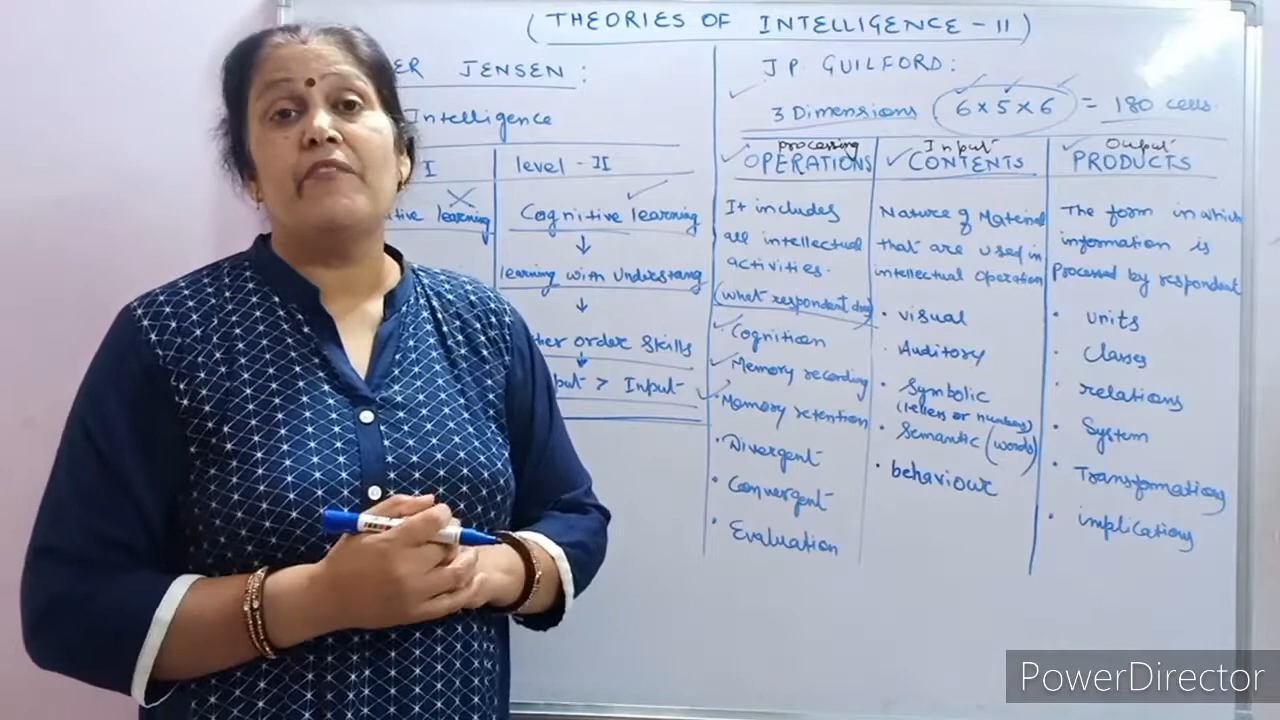 (THEORIES OF INTELLIGENCE - II)
ER JENSEN :
Intelligence
I
level - II
tive learning
Cognitive learning
↓
learning with Understang
↓
her order skills
↓
put > Input
JP GUILFORD :
3 Dimensions 6 × 5 × 6 = 180 cells.
processing
OPERATIONS
It includes
all intellectual
activities.
(what respondent do)
Cognition
Memory recording
• Memory retention
• Divergent
• Convergent
• Evaluation
Input
CONTENTS
Nature of Material
that are used in
intellectual operation
• visual
• Auditory
• Symbolic
(letters or numbers)
• Semantic (words)
• behaviour
Output
PRODUCTS
The form in which
information is
processed by respondent
• units
• Classes
• relations
• System
• Transformations
• implications
PowerDirector